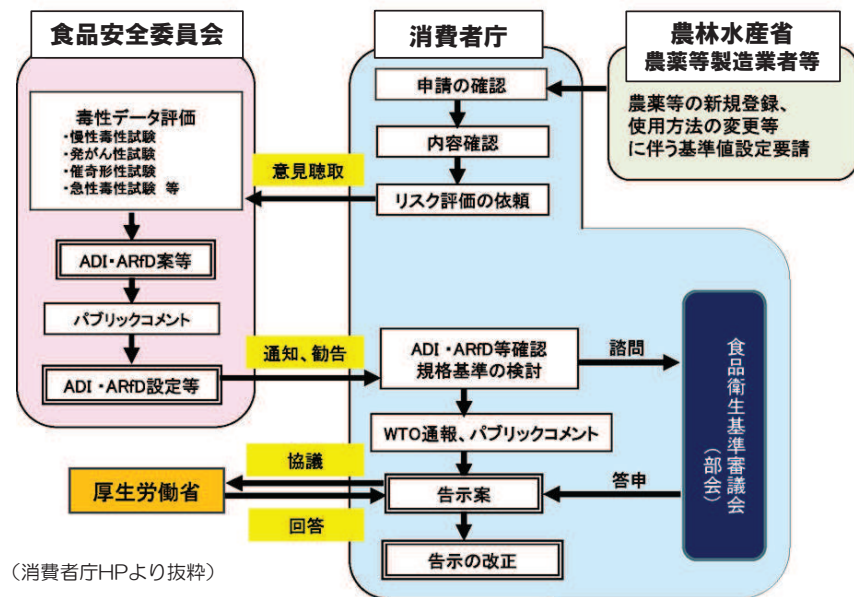 食品安全委員会
消費者庁
農林水産省
農薬等製造業者等
毒性データ評価
・慢性毒性試験
・発がん性試験
・催奇形性試験
・急性毒性試験 等
ADI・ARfD案等
パブリックコメント
ADI・ARfD設定等
意見聴取
通知、勧告
申請の確認
内容確認
リスク評価の依頼
農薬等の新規登録、
使用方法の変更等
に伴う基準値設定要請
ADI・ARfD等確認
規格基準の検討
諮問
食品衛生基準審議会
(部会)
WTO通報、パブリックコメント
協議
厚生労働省
回答
告示案
答申
告示の改正
(消費者庁HPより抜粋)